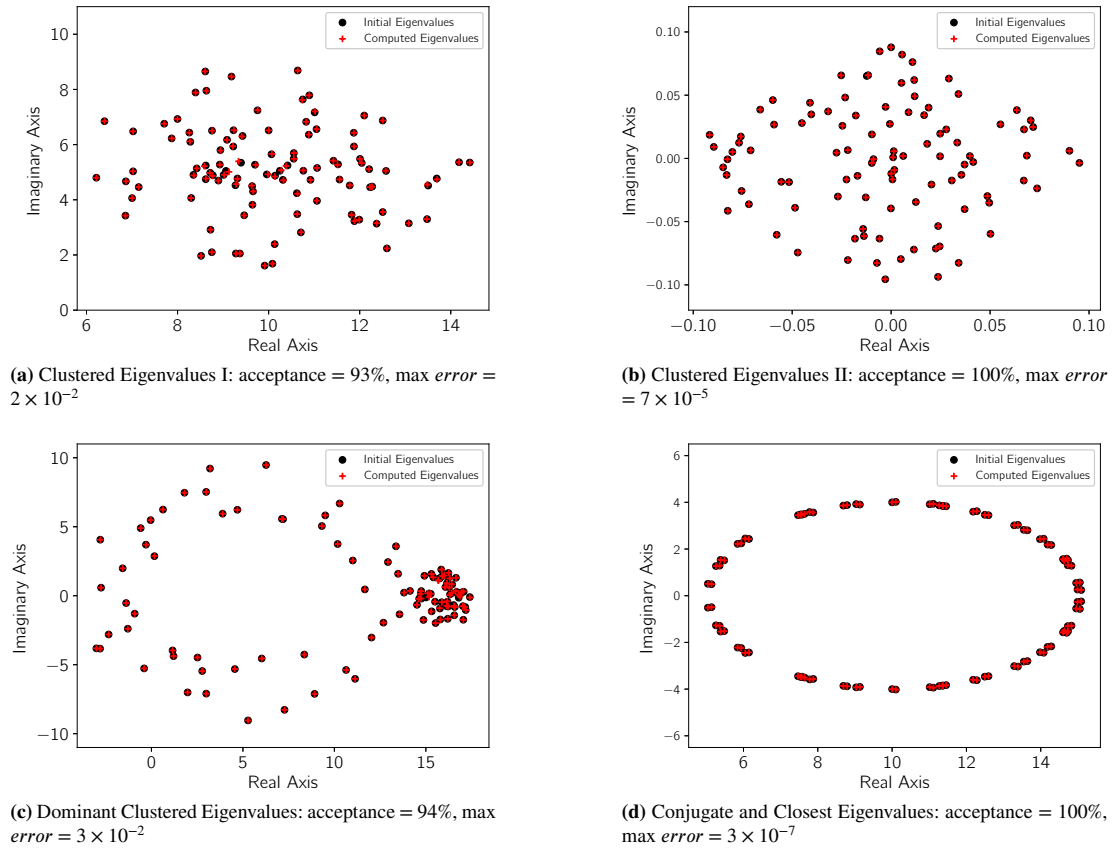 10
8
6
4
2
0
Imaginary Axis
6
8
10
12
14
Real Axis
Initial Eigenvalues
Computed Eigenvalues
(a) Clustered Eigenvalues I: acceptance = 93%, max error =
2 × 10⁻²
0.10
0.05
0.00
−0.05
−0.10
Imaginary Axis
−0.10
−0.05
0.00
0.05
0.10
Real Axis
Initial Eigenvalues
Computed Eigenvalues
(b) Clustered Eigenvalues II: acceptance = 100%, max error
= 7 × 10⁻⁵
10
5
0
−5
−10
Imaginary Axis
0
5
10
15
Real Axis
Initial Eigenvalues
Computed Eigenvalues
(c) Dominant Clustered Eigenvalues: acceptance = 94%, max
error = 3 × 10⁻²
6
4
2
0
−2
−4
−6
Imaginary Axis
6
8
10
12
14
Real Axis
Initial Eigenvalues
Computed Eigenvalues
(d) Conjugate and Closest Eigenvalues: acceptance = 100%,
max error = 3 × 10⁻⁷